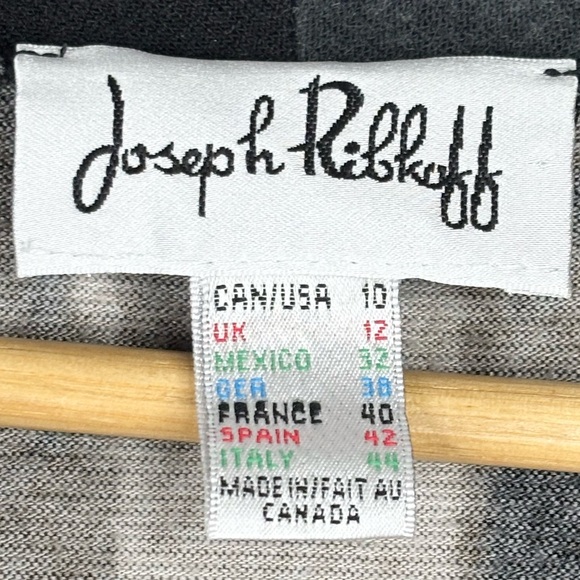 Joseph Ribkoff
CAN/USA 10
UK 12
MEXICO 32
GER 38
FRANCE 40
SPAIN 42
ITALY 44
MADE IN/FAIT AU
CANADA